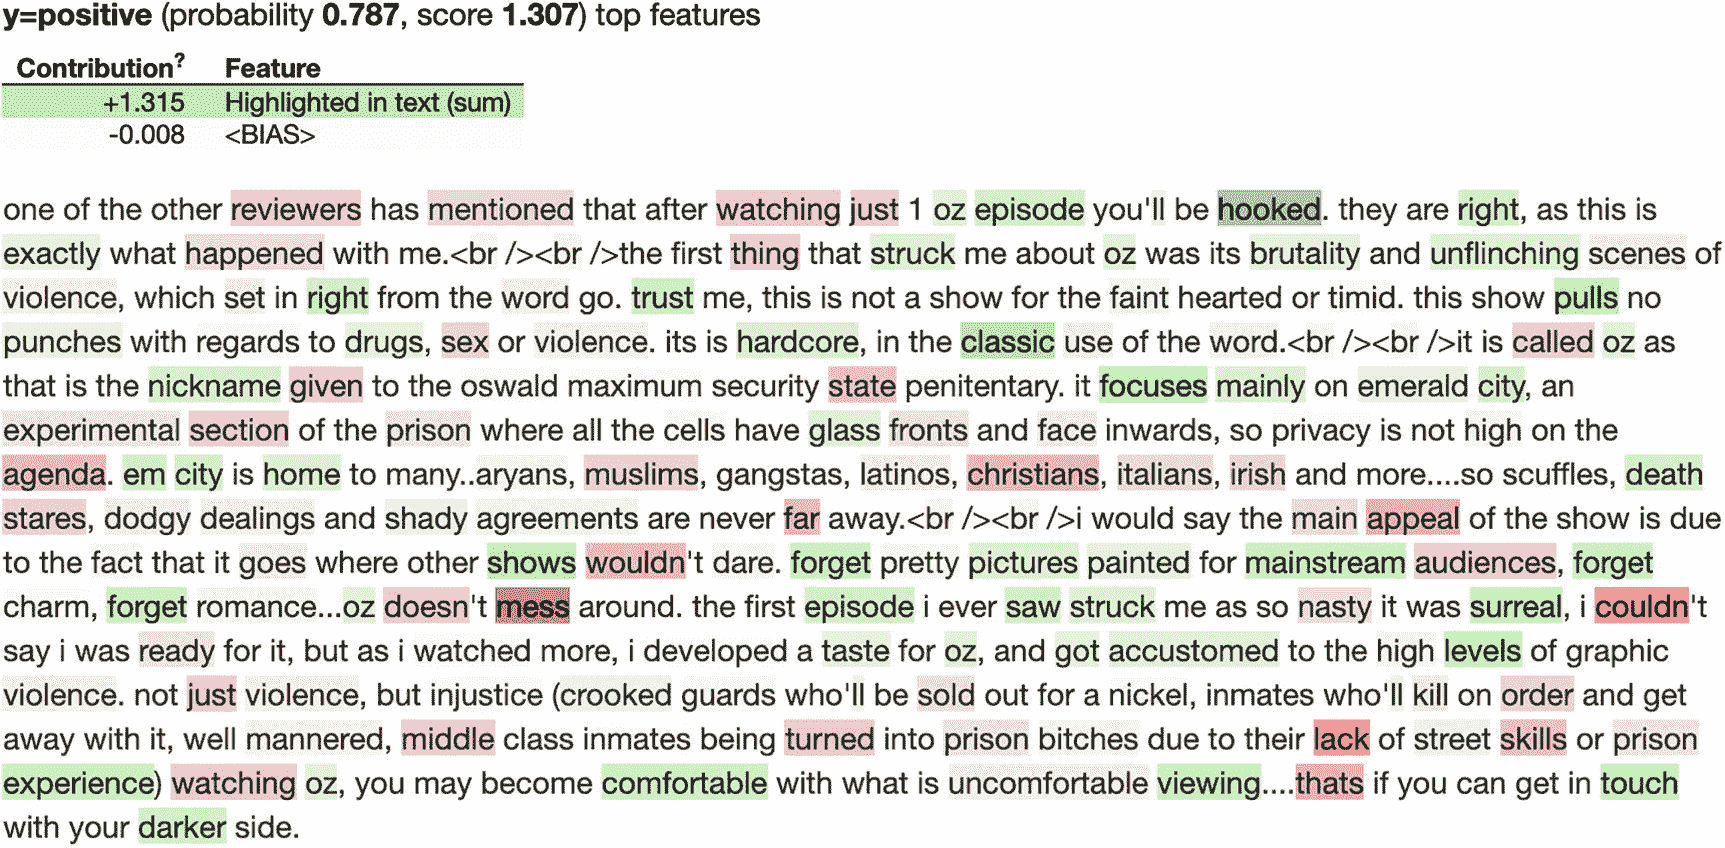 y=positive (probability 0.787, score 1.307) top features
Contribution? Feature
+1.315 Highlighted in text (sum)
-0.008 <BIAS>
one of the other reviewers has mentioned that after watching just 1 oz episode you'll be hooked. they are right, as this is
exactly what happened with me.<br /><br />the first thing that struck me about oz was its brutality and unflinching scenes of
violence, which set in right from the word go. trust me, this is not a show for the faint hearted or timid. this show pulls no
punches with regards to drugs, sex or violence. its is hardcore, in the classic use of the word.<br /><br />it is called oz as
that is the nickname given to the oswald maximum security state penitentary. it focuses mainly on emerald city, an
experimental section of the prison where all the cells have glass fronts and face inwards, so privacy is not high on the
agenda. em city is home to many..aryans, muslims, gangstas, latinos, christians, italians, irish and more....so scuffles, death
stares, dodgy dealings and shady agreements are never far away.<br /><br />i would say the main appeal of the show is due
to the fact that it goes where other shows wouldn't dare. forget pretty pictures painted for mainstream audiences, forget
charm, forget romance...oz doesn't mess around. the first episode i ever saw struck me as so nasty it was surreal, i couldn't
say i was ready for it, but as i watched more, i developed a taste for oz, and got accustomed to the high levels of graphic
violence. not just violence, but injustice (crooked guards who'll be sold out for a nickel, inmates who'll kill on order and get
away with it, well mannered, middle class inmates being turned into prison bitches due to their lack of street skills or prison
experience) watching oz, you may become comfortable with what is uncomfortable viewing....thats if you can get in touch
with your darker side.